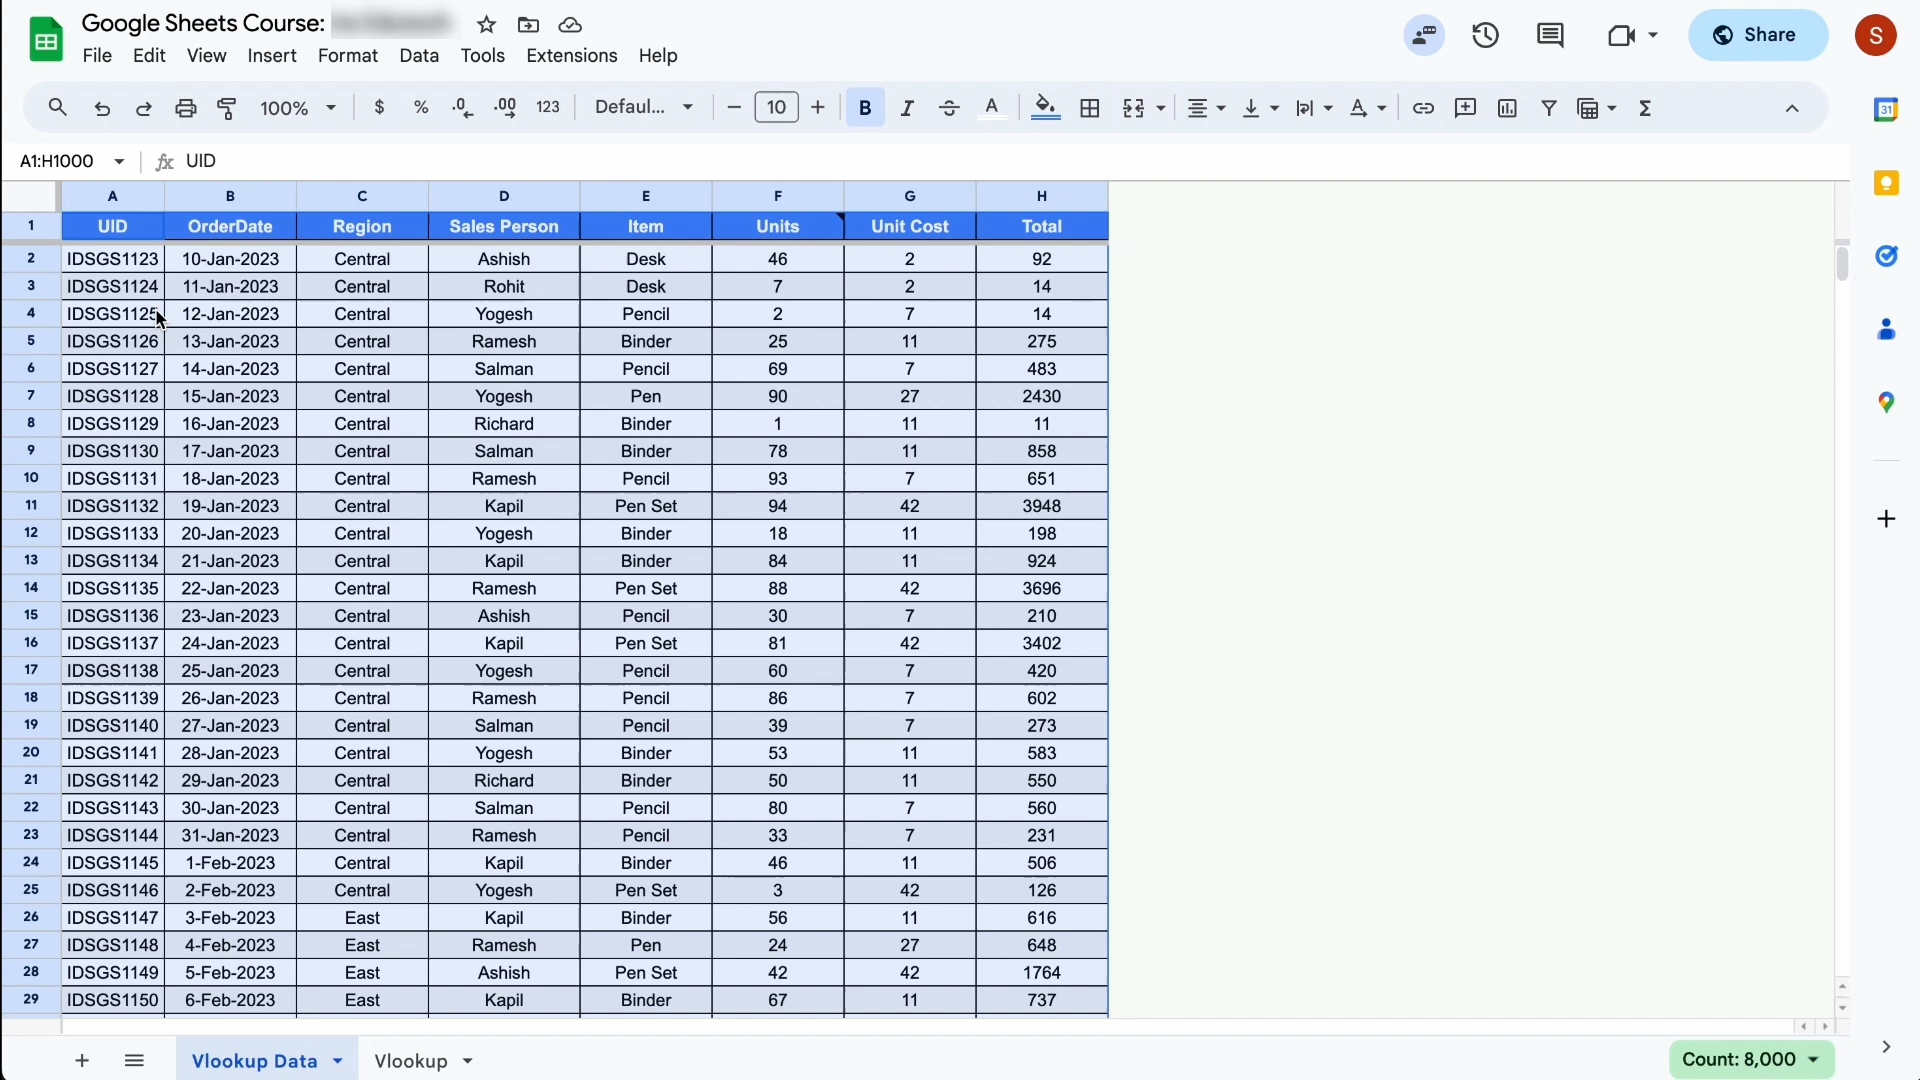 Google Sheets Course:
File Edit View Insert Format Data Tools Extensions Help
Share
S
100% $ % .0 .00 123 Defaul... 10 B I S A A Σ
31
A1:H1000 fx UID
A B C D E F G H
1 UID OrderDate Region Sales Person Item Units Unit Cost Total
2 IDSGS1123 10-Jan-2023 Central Ashish Desk 46 2 92
3 IDSGS1124 11-Jan-2023 Central Rohit Desk 7 2 14
4 IDSGS1125 12-Jan-2023 Central Yogesh Pencil 2 7 14
5 IDSGS1126 13-Jan-2023 Central Ramesh Binder 25 11 275
6 IDSGS1127 14-Jan-2023 Central Salman Pencil 69 7 483
7 IDSGS1128 15-Jan-2023 Central Yogesh Pen 90 27 2430
8 IDSGS1129 16-Jan-2023 Central Richard Binder 1 11 11
9 IDSGS1130 17-Jan-2023 Central Salman Binder 78 11 858
10 IDSGS1131 18-Jan-2023 Central Ramesh Pencil 93 7 651
11 IDSGS1132 19-Jan-2023 Central Kapil Pen Set 94 42 3948
12 IDSGS1133 20-Jan-2023 Central Yogesh Binder 18 11 198
13 IDSGS1134 21-Jan-2023 Central Kapil Binder 84 11 924
14 IDSGS1135 22-Jan-2023 Central Ramesh Pen Set 88 42 3696
15 IDSGS1136 23-Jan-2023 Central Ashish Pencil 30 7 210
16 IDSGS1137 24-Jan-2023 Central Kapil Pen Set 81 42 3402
17 IDSGS1138 25-Jan-2023 Central Yogesh Pencil 60 7 420
18 IDSGS1139 26-Jan-2023 Central Ramesh Pencil 86 7 602
19 IDSGS1140 27-Jan-2023 Central Salman Pencil 39 7 273
20 IDSGS1141 28-Jan-2023 Central Yogesh Binder 53 11 583
21 IDSGS1142 29-Jan-2023 Central Richard Binder 50 11 550
22 IDSGS1143 30-Jan-2023 Central Salman Pencil 80 7 560
23 IDSGS1144 31-Jan-2023 Central Ramesh Pencil 33 7 231
24 IDSGS1145 1-Feb-2023 Central Kapil Binder 46 11 506
25 IDSGS1146 2-Feb-2023 Central Yogesh Pen Set 3 42 126
26 IDSGS1147 3-Feb-2023 East Kapil Binder 56 11 616
27 IDSGS1148 4-Feb-2023 East Ramesh Pen 24 27 648
28 IDSGS1149 5-Feb-2023 East Ashish Pen Set 42 42 1764
29 IDSGS1150 6-Feb-2023 East Kapil Binder 67 11 737
Vlookup Data Vlookup Count: 8,000